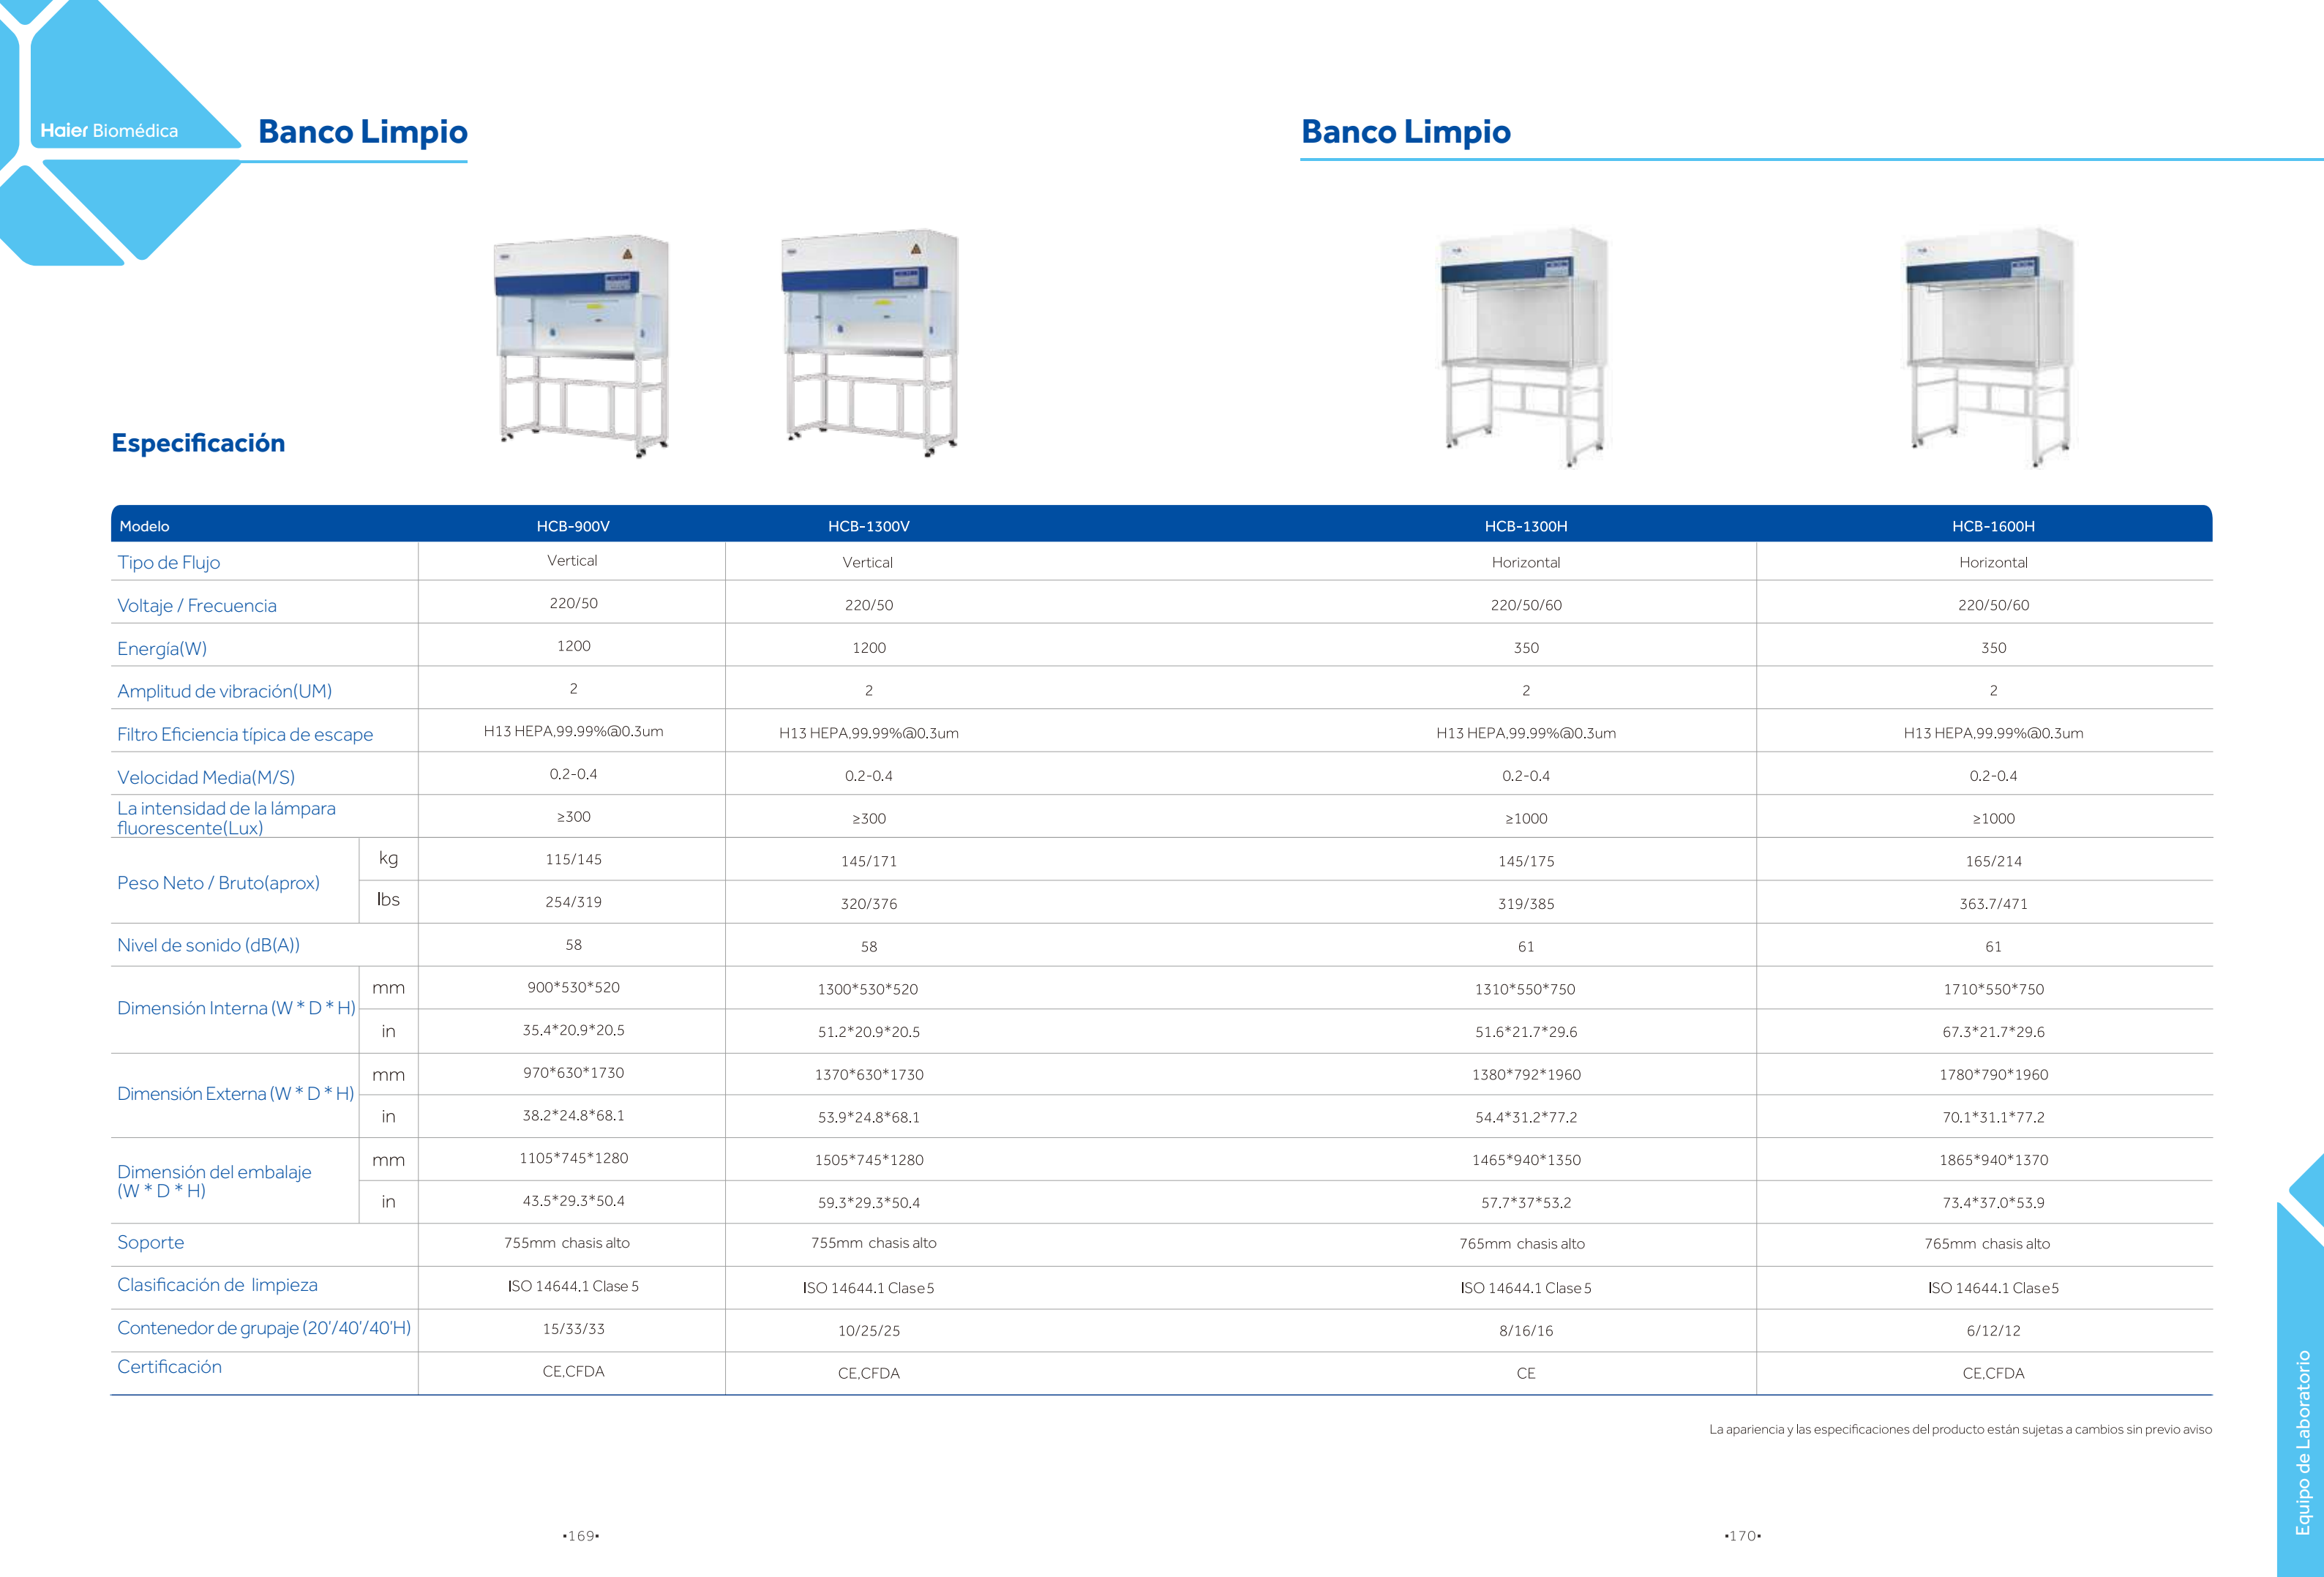 Haier Biomédica
Banco Limpio
Banco Limpio
Especificación
Modelo HCB-900V HCB-1300V HCB-1300H HCB-1600H
Tipo de Flujo Vertical Vertical Horizontal Horizontal
Voltaje / Frecuencia 220/50 220/50 220/50/60 220/50/60
Energía(W) 1200 1200 350 350
Amplitud de vibración(UM) 2 2 2 2
Filtro Eficiencia típica de escape H13 HEPA,99.99%@0.3um H13 HEPA,99.99%@0.3um H13 HEPA,99.99%@0.3um H13 HEPA,99.99%@0.3um
Velocidad Media(M/S) 0.2-0.4 0.2-0.4 0.2-0.4 0.2-0.4
La intensidad de la lámpara
fluorescente(Lux) ≥300 ≥300 ≥1000 ≥1000
Peso Neto / Bruto(aprox) kg 115/145 145/171 145/175 165/214
lbs 254/319 320/376 319/385 363.7/471
Nivel de sonido (dB(A)) 58 58 61 61
Dimensión Interna (W * D * H) mm 900*530*520 1300*530*520 1310*550*750 1710*550*750
in 35.4*20.9*20.5 51.2*20.9*20.5 51.6*21.7*29.6 67.3*21.7*29.6
Dimensión Externa (W * D * H) mm 970*630*1730 1370*630*1730 1380*792*1960 1780*790*1960
in 38.2*24.8*68.1 53.9*24.8*68.1 54.4*31.2*77.2 70.1*31.1*77.2
Dimensión del embalaje
(W * D * H) mm 1105*745*1280 1505*745*1280 1465*940*1350 1865*940*1370
in 43.5*29.3*50.4 59.3*29.3*50.4 57.7*37*53.2 73.4*37.0*53.9
Soporte 755mm chasis alto 755mm chasis alto 765mm chasis alto 765mm chasis alto
Clasificación de limpieza ISO 14644.1 Clase 5 ISO 14644.1 Clase 5 ISO 14644.1 Clase 5 ISO 14644.1 Clase5
Contenedor de grupaje (20'/40'/40'H) 15/33/33 10/25/25 8/16/16 6/12/12
Certificación CE,CFDA CE,CFDA CE CE,CFDA
La apariencia y las especificaciones del producto están sujetas a cambios sin previo aviso
•169•
•170•
Equipo de Laboratorio